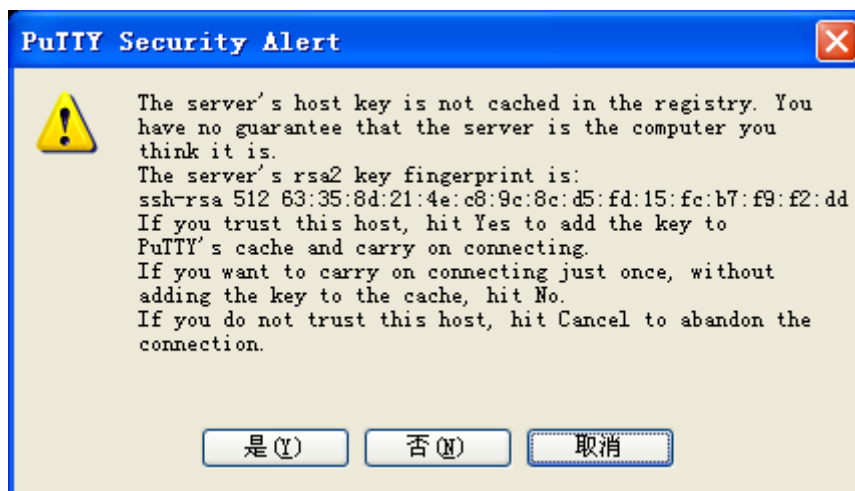 PuTTY Security Alert
The server's host key is not cached in the registry. You
have no guarantee that the server is the computer you
think it is.
The server's rsa2 key fingerprint is:
ssh-rsa 512 63:35:8d:21:4e:c8:9c:8c:d5:fd:15:fc:b7:f9:f2:dd
If you trust this host, hit Yes to add the key to
PuTTY's cache and carry on connecting.
If you want to carry on connecting just once, without
adding the key to the cache, hit No.
If you do not trust this host, hit Cancel to abandon the
connection.
是(Y) 否(N) 取消